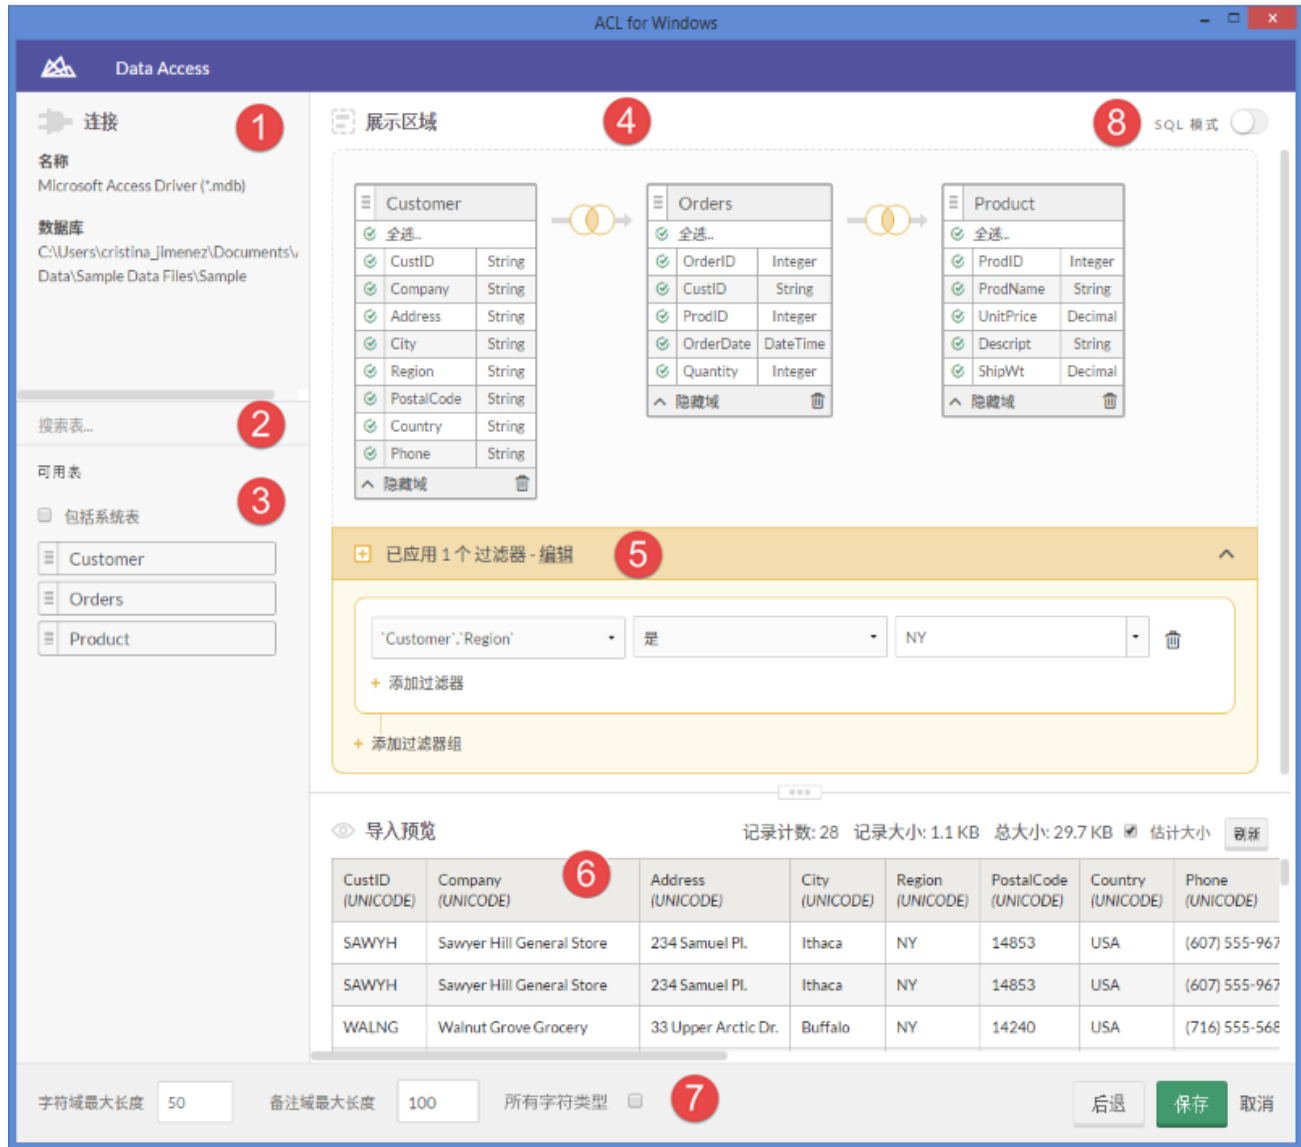 ACL for Windows
Data Access
连接
1
名称
Microsoft Access Driver (*.mdb)
数据库
C:\Users\cristina_jimenez\Documents\
Data\Sample Data Files\Sample
搜索表...
2
可用表
3
包括系统表
Customer
Orders
Product
展示区域
4
8
SQL 模式
Customer
全选...
CustID String
Company String
Address String
City String
Region String
PostalCode String
Country String
Phone String
隐藏域
Orders
全选...
OrderID Integer
CustID String
ProdID Integer
OrderDate DateTime
Quantity Integer
隐藏域
Product
全选...
ProdID Integer
ProdName String
UnitPrice Decimal
Descript String
ShipWt Decimal
隐藏域
已应用 1 个 过滤器 - 编辑
5
`Customer`.`Region` 是 NY
+ 添加过滤器
+ 添加过滤器组
导入预览
记录计数: 28 记录大小: 1.1 KB 总大小: 29.7 KB 估计大小 刷新
6
CustID Company Address City Region PostalCode Country Phone
(UNICODE) (UNICODE) (UNICODE) (UNICODE) (UNICODE) (UNICODE) (UNICODE) (UNICODE)
SAWYH Sawyer Hill General Store 234 Samuel Pl. Ithaca NY 14853 USA (607) 555-967
SAWYH Sawyer Hill General Store 234 Samuel Pl. Ithaca NY 14853 USA (607) 555-967
WALNG Walnut Grove Grocery 33 Upper Arctic Dr. Buffalo NY 14240 USA (716) 555-568
字符域最大长度 50 备注域最大长度 100 所有字符类型 7 后退 保存 取消